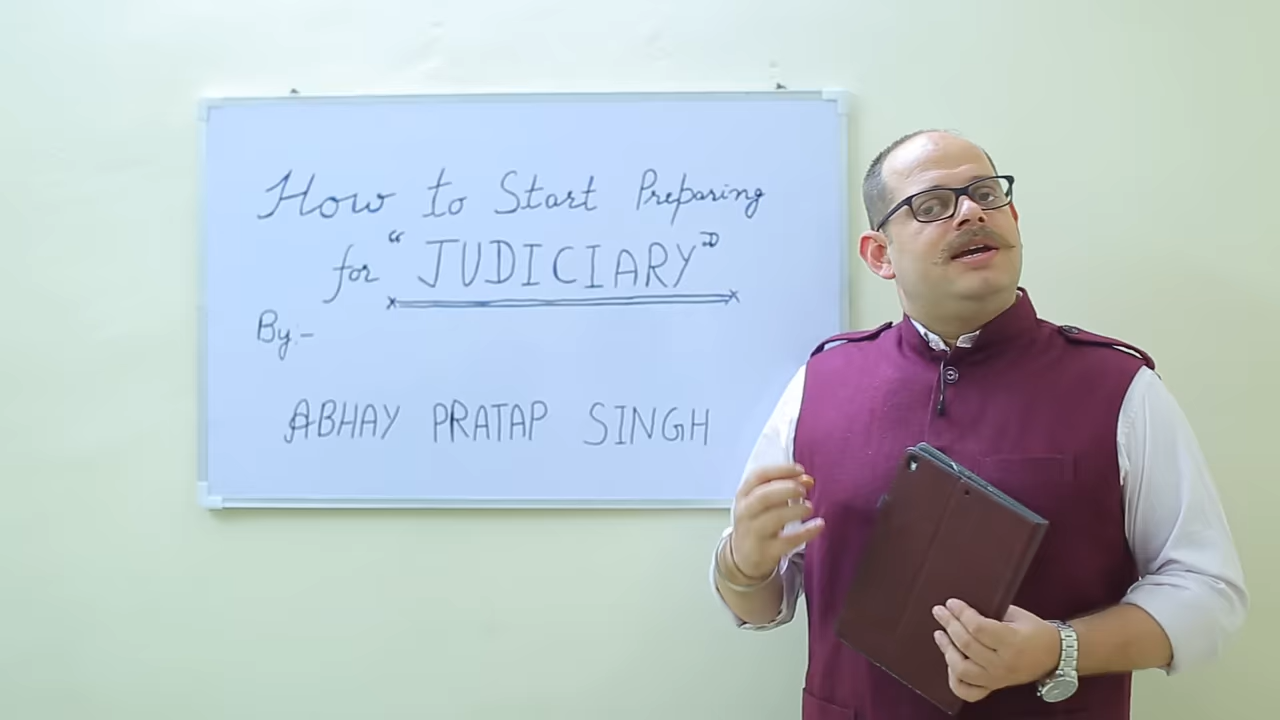 How to Start Preparing
for "JUDICIARY"
By:-
ABHAY PRATAP SINGH